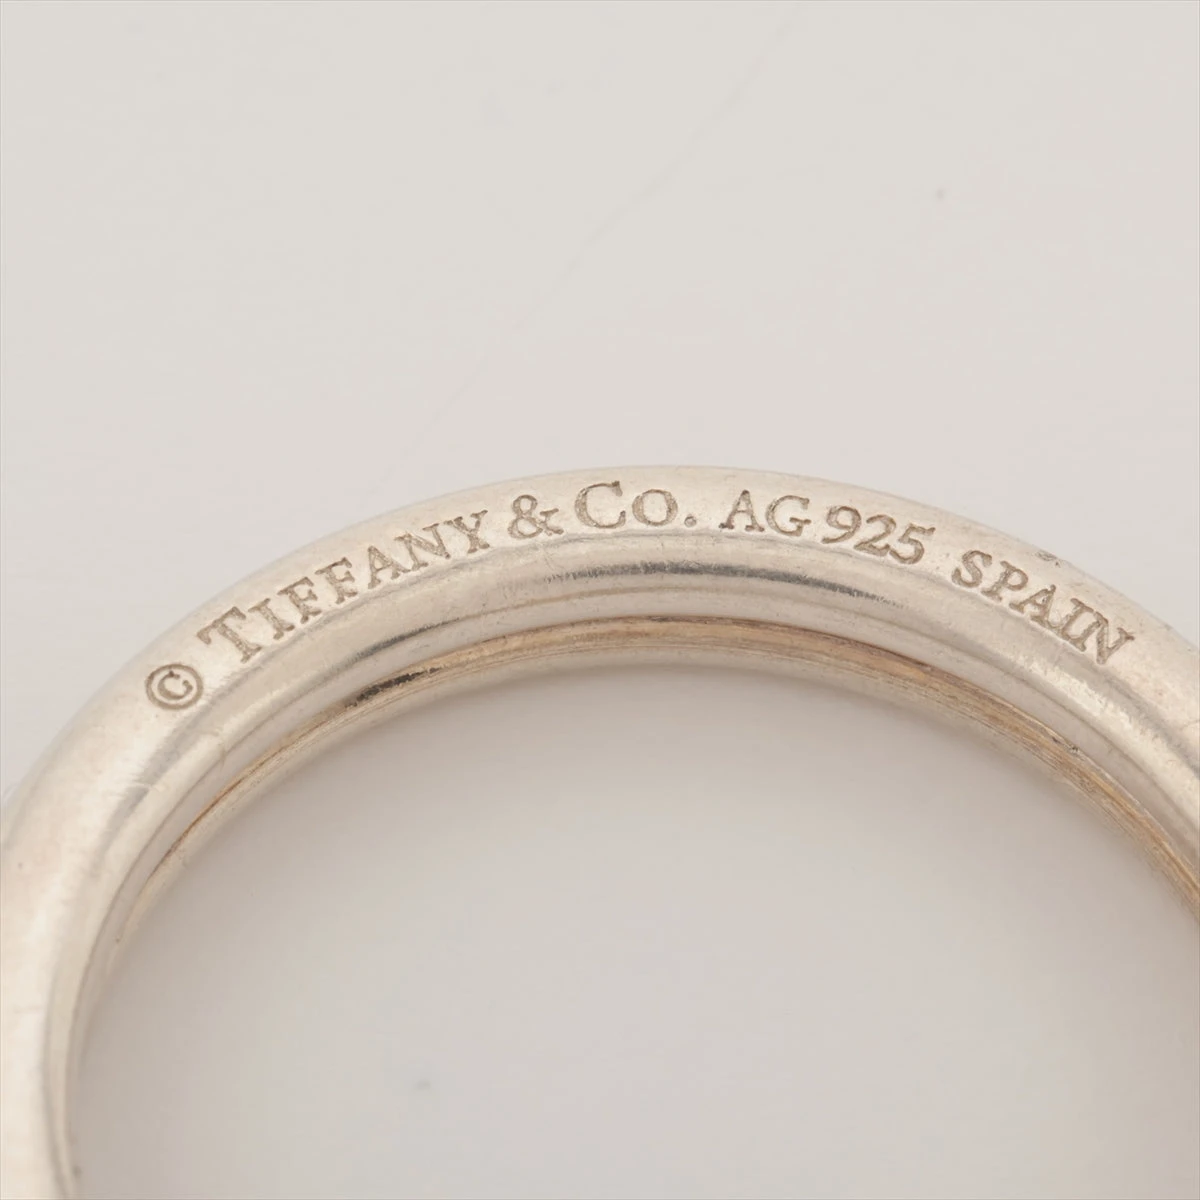 © TIFFANY & CO. AG 925 SPAIN